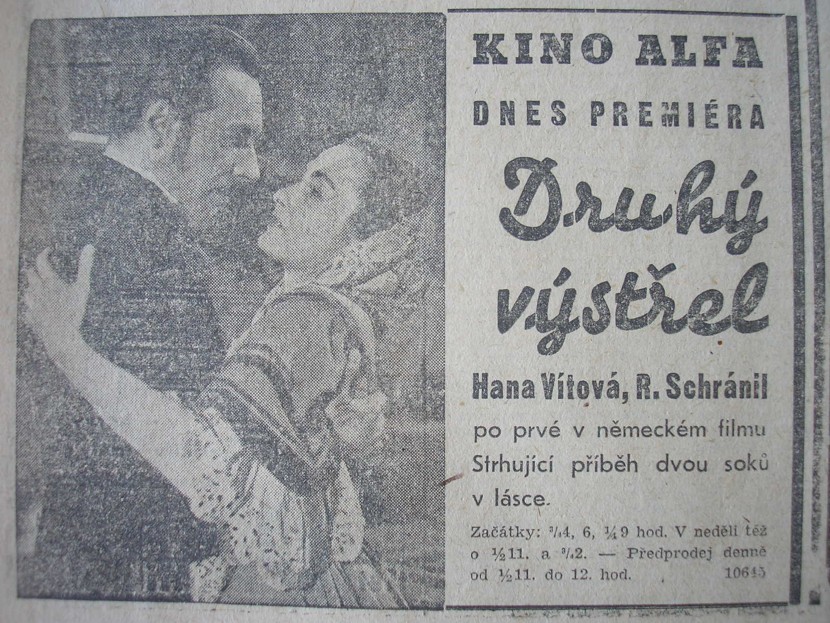 KINO ALFA
DNES PREMIÉRA
Druhý
výstřel
Hana Vítová, R. Schránil
po prvé v německém filmu
Strhující příběh dvou soků
v lásce.
Začátky: ¾4, 6, ¼9 hod. V neděli též
o ½11. a ¾2. — Předprodej denně
od ½11. do 12. hod. 10645